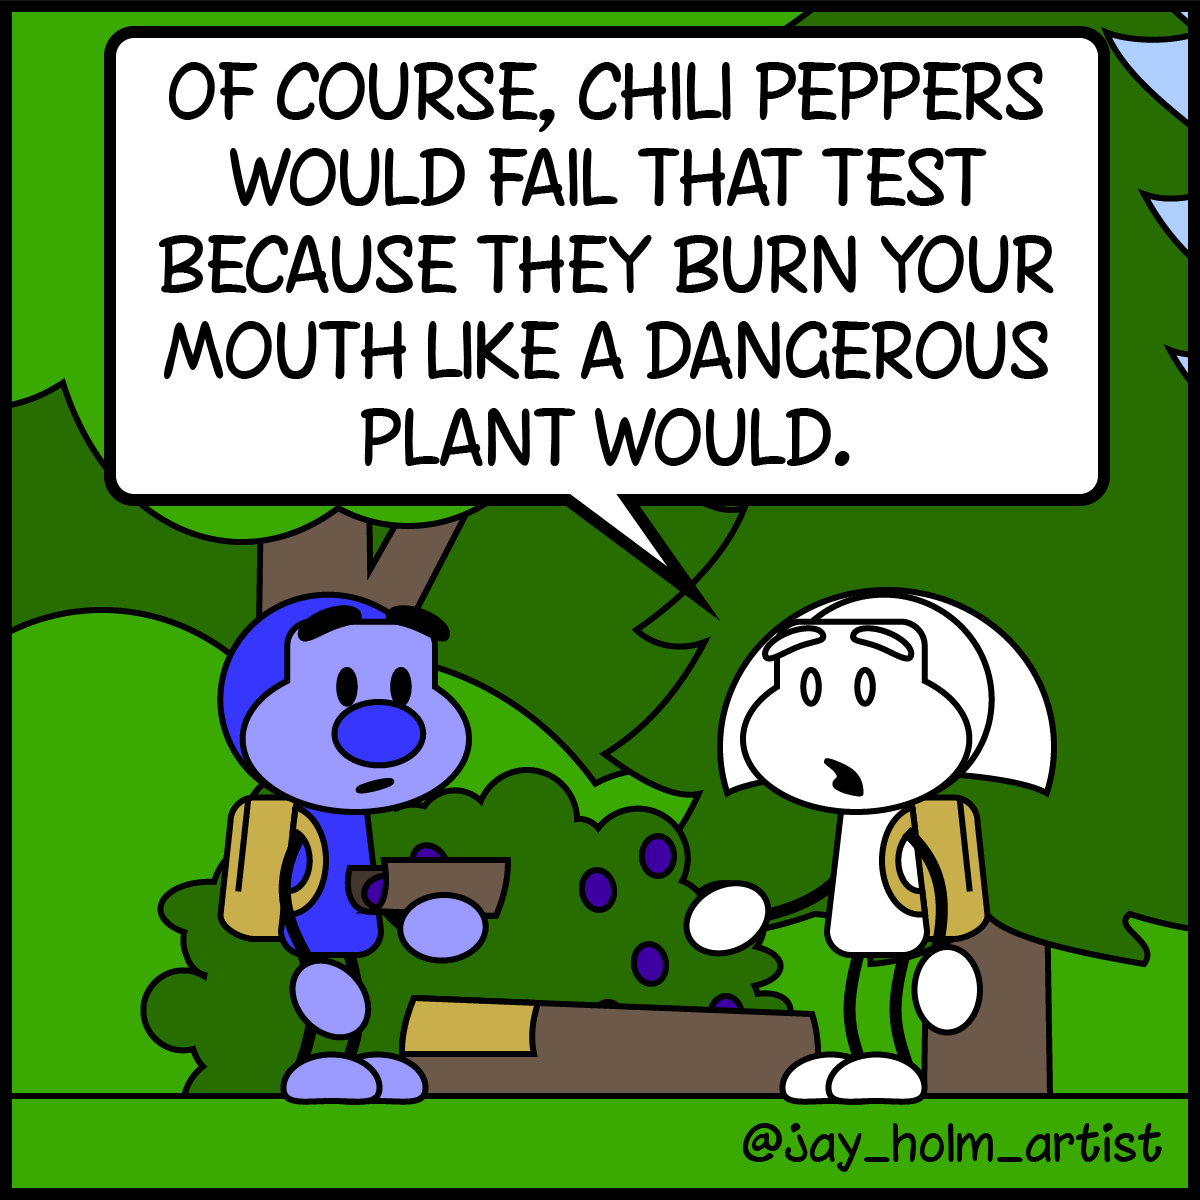 OF COURSE, CHILI PEPPERS
WOULD FAIL THAT TEST
BECAUSE THEY BURN YOUR
MOUTH LIKE A DANGEROUS
PLANT WOULD.
@jay_holm_artist